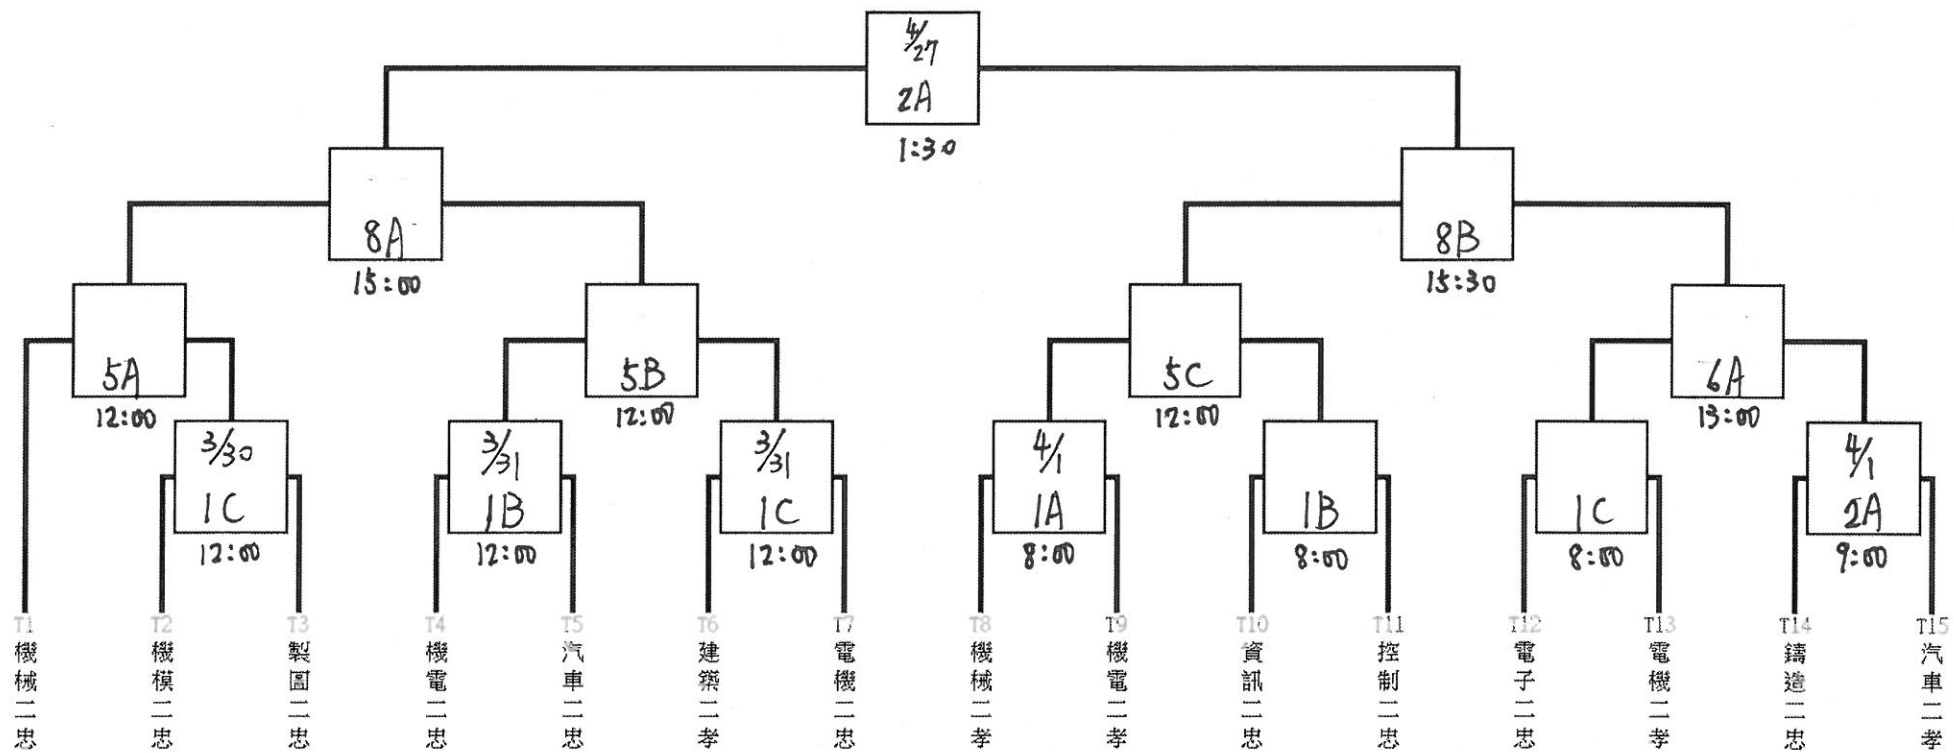 4/27
2A
1:30
8A
15:00
8B
15:30
5A
12:00
5B
12:00
5C
12:00
6A
13:00
3/30
1C
12:00
3/31
1B
12:00
3/31
1C
12:00
4/1
1A
8:00
1B
8:00
1C
8:00
4/1
2A
9:00
T1
機械二忠
T2
機模二忠
T3
製圖二忠
T4
機電二忠
T5
汽車二忠
T6
建築二孝
T7
電機二忠
T8
機械二孝
T9
機電二孝
T10
資訊二忠
T11
控制二忠
T12
電子二忠
T13
電機二孝
T14
鑄造二忠
T15
汽車二孝